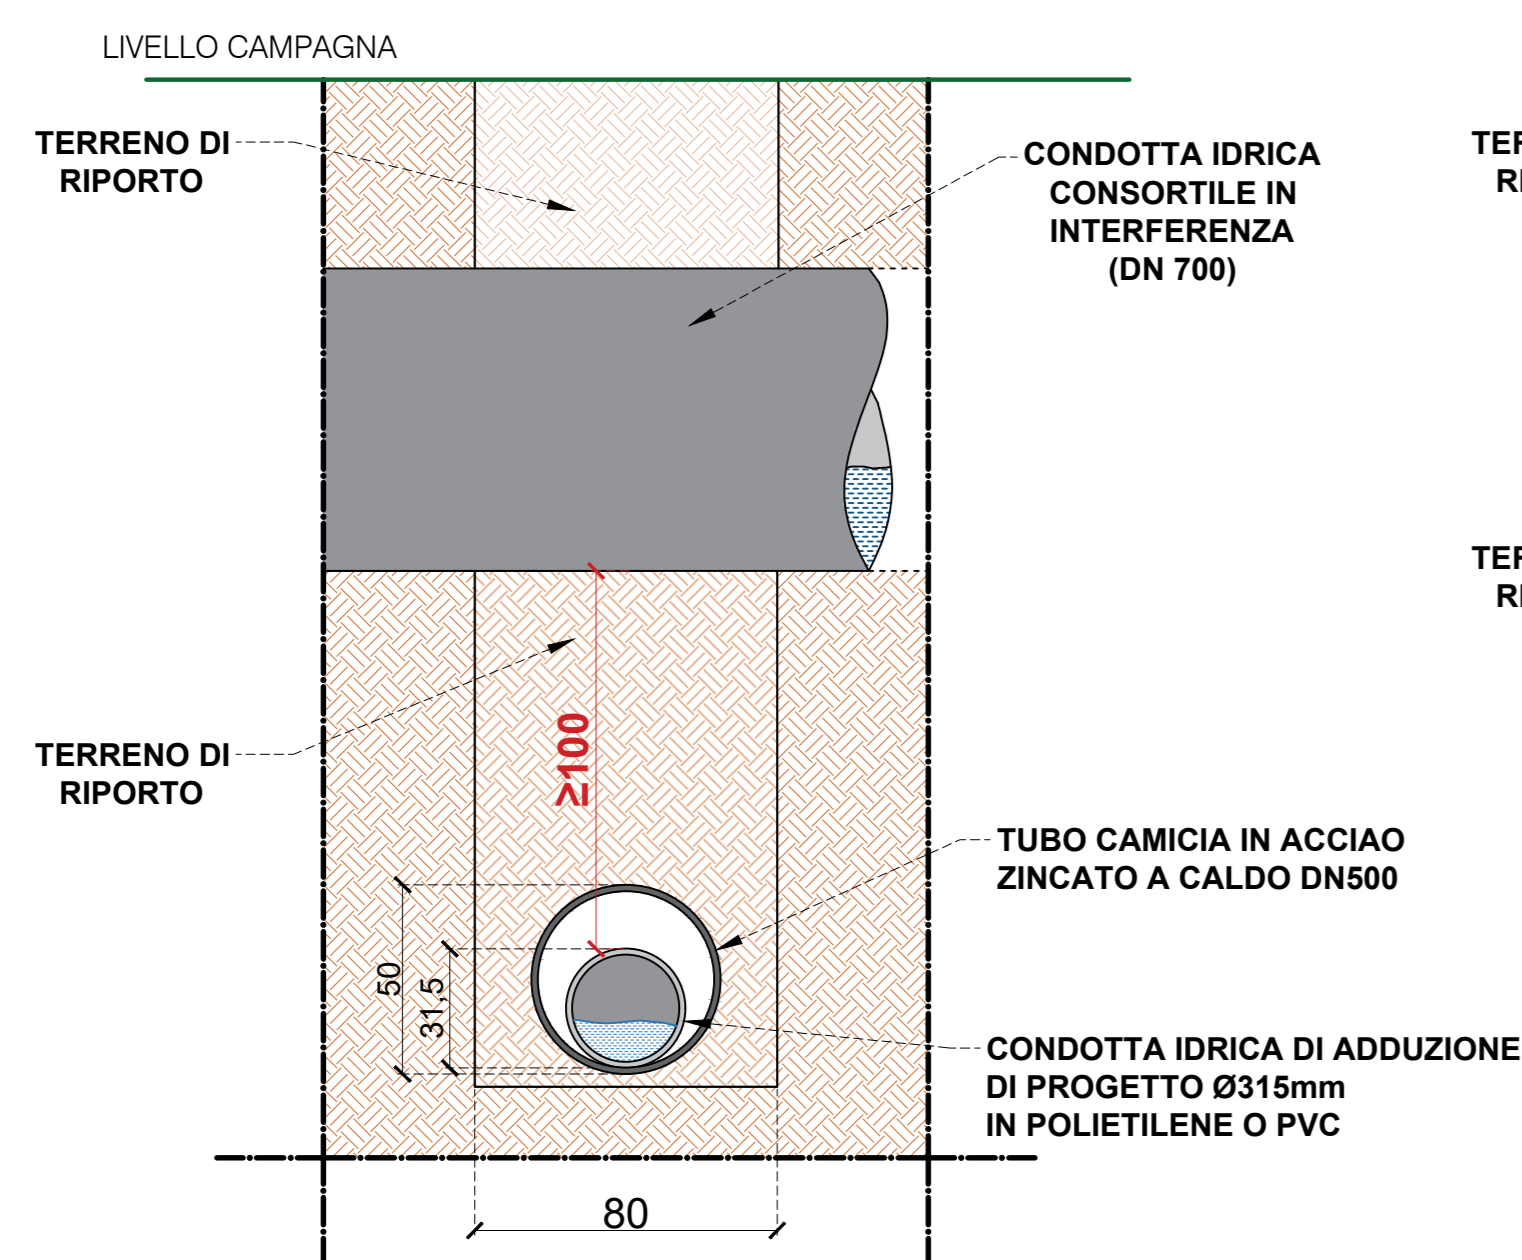 LIVELLO CAMPAGNA
TERRENO DI
RIPORTO
CONDOTTA IDRICA
CONSORTILE IN
INTERFERENZA
(DN 700)
TERRENO DI
RIPORTO
≥100
TUBO CAMICIA IN ACCIAO
ZINCATO A CALDO DN500
50
31,5
CONDOTTA IDRICA DI ADDUZIONE
DI PROGETTO Ø315mm
IN POLIETILENE O PVC
80